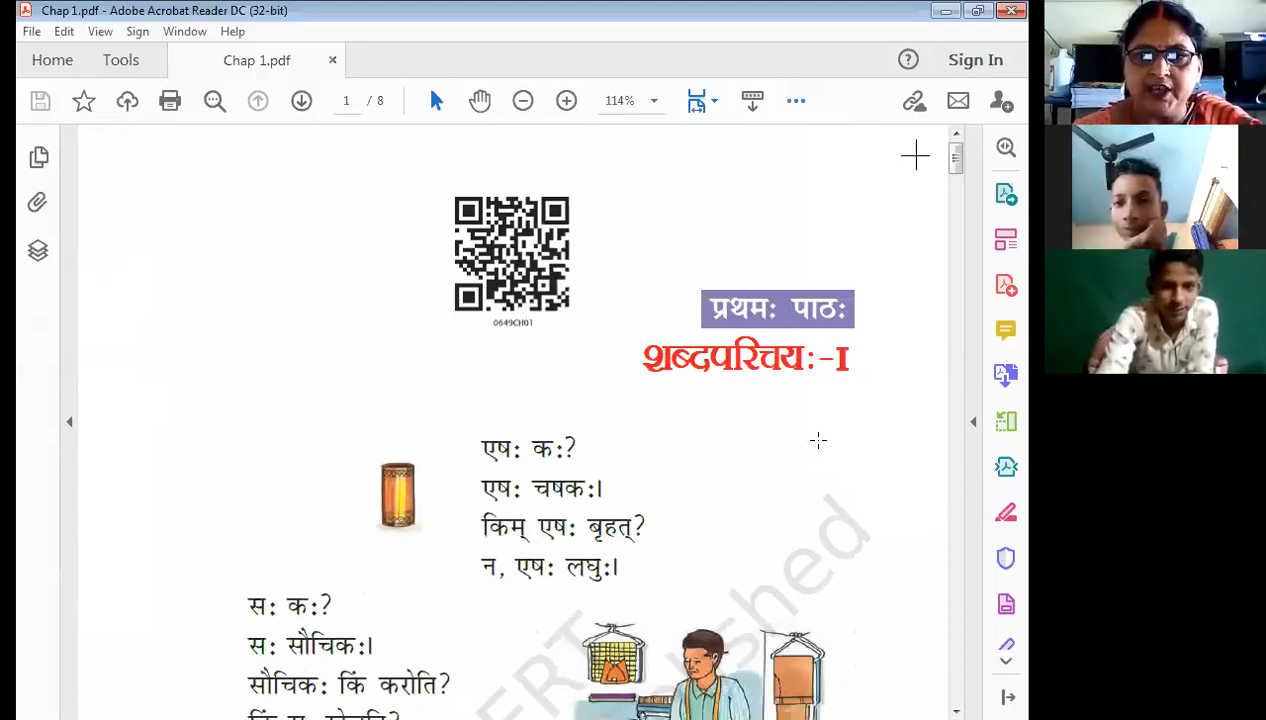 Chap 1.pdf - Adobe Acrobat Reader DC (32-bit)
File Edit View Sign Window Help
Home Tools Chap 1.pdf × ? Sign In
1 / 8 114%
0649CH01
प्रथमः पाठः
शब्दपरिचयः-I
एषः कः?
एषः चषकः।
किम् एषः बृहत्?
न, एषः लघुः।
सः कः?
सः सौचिकः।
सौचिकः किं करोति?
किं सः
published